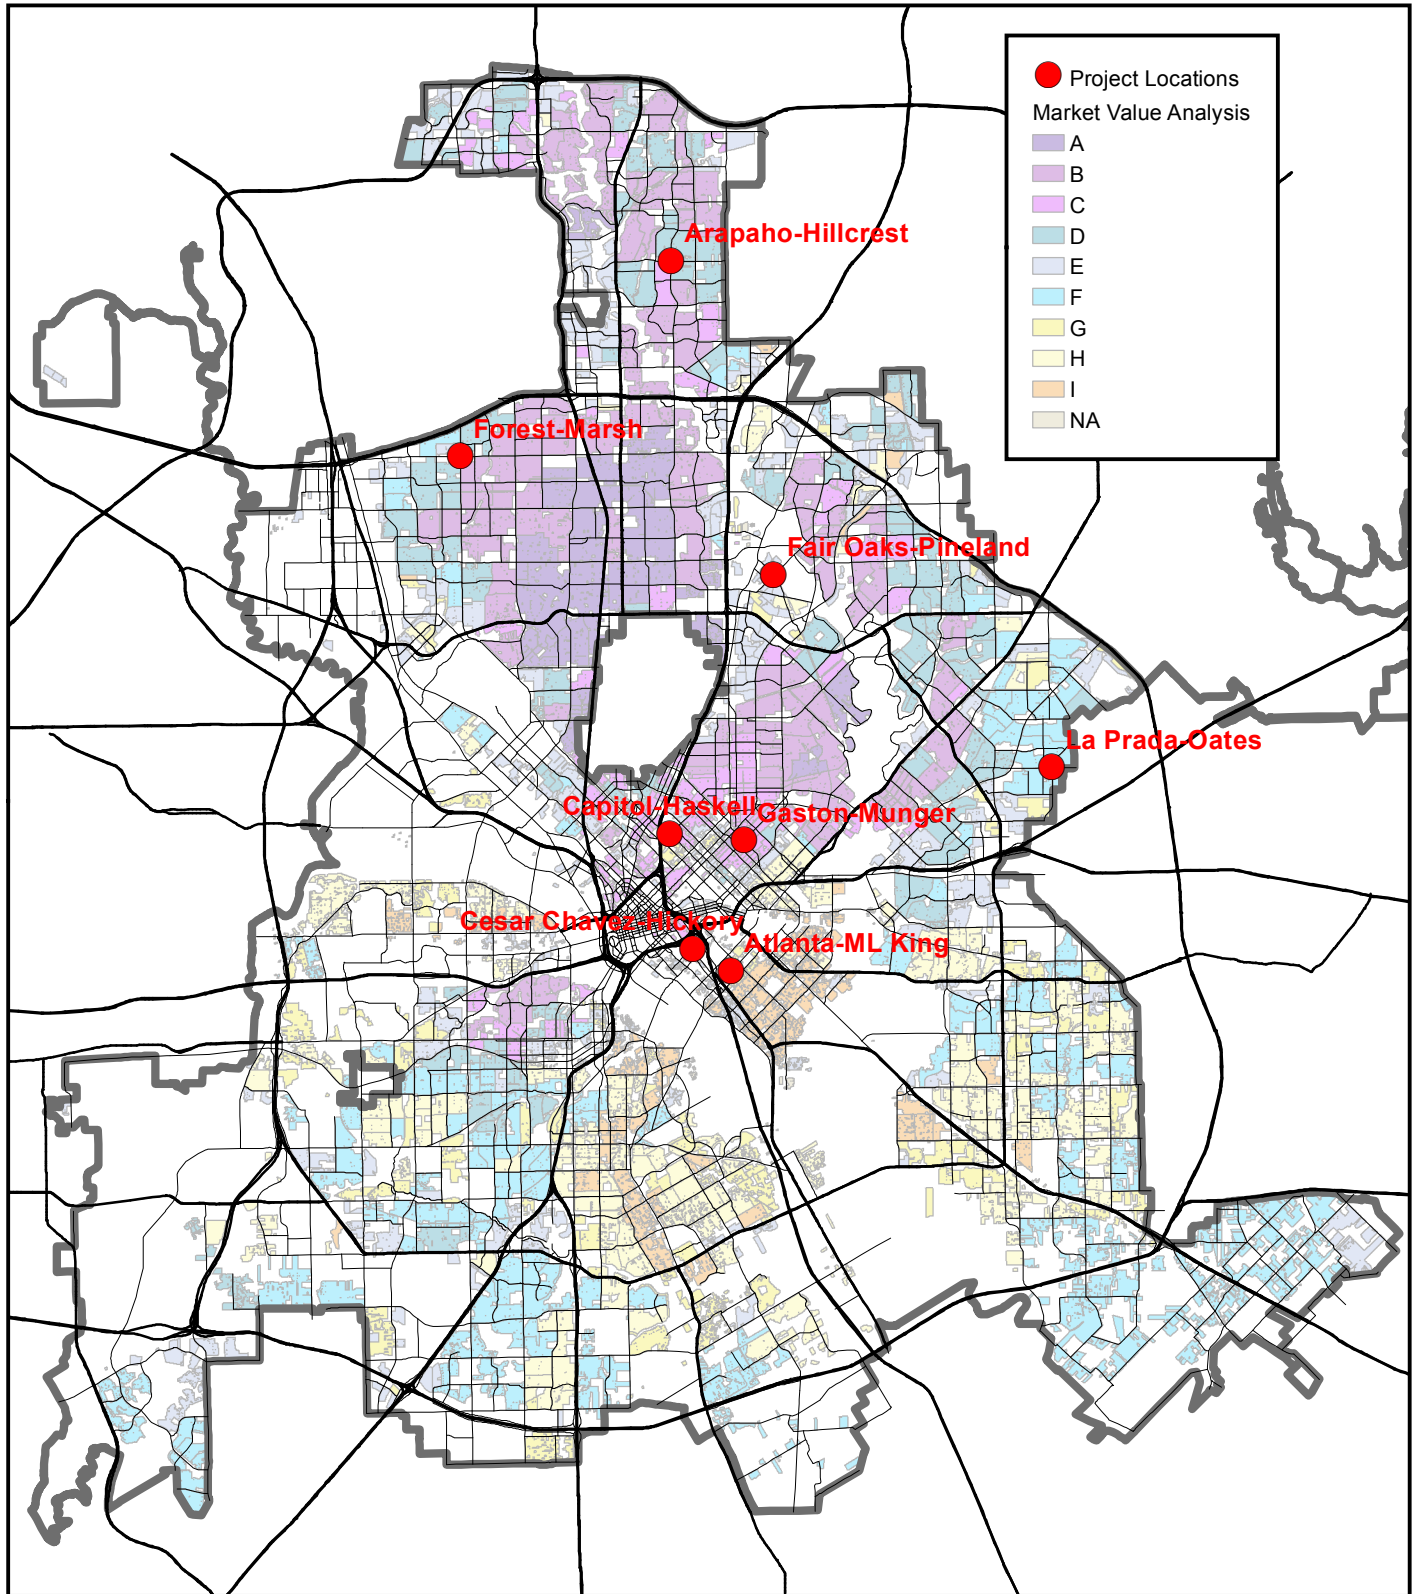 Project Locations
Market Value Analysis
A
B
C
D
E
F
G
H
I
NA
Arapaho-Hillcrest
Forest-Marsh
Fair Oaks-Pineland
La Prada-Oates
Capitol-Haskell
Gaston-Munger
Cesar Chavez-Hickory
Atlanta-ML King